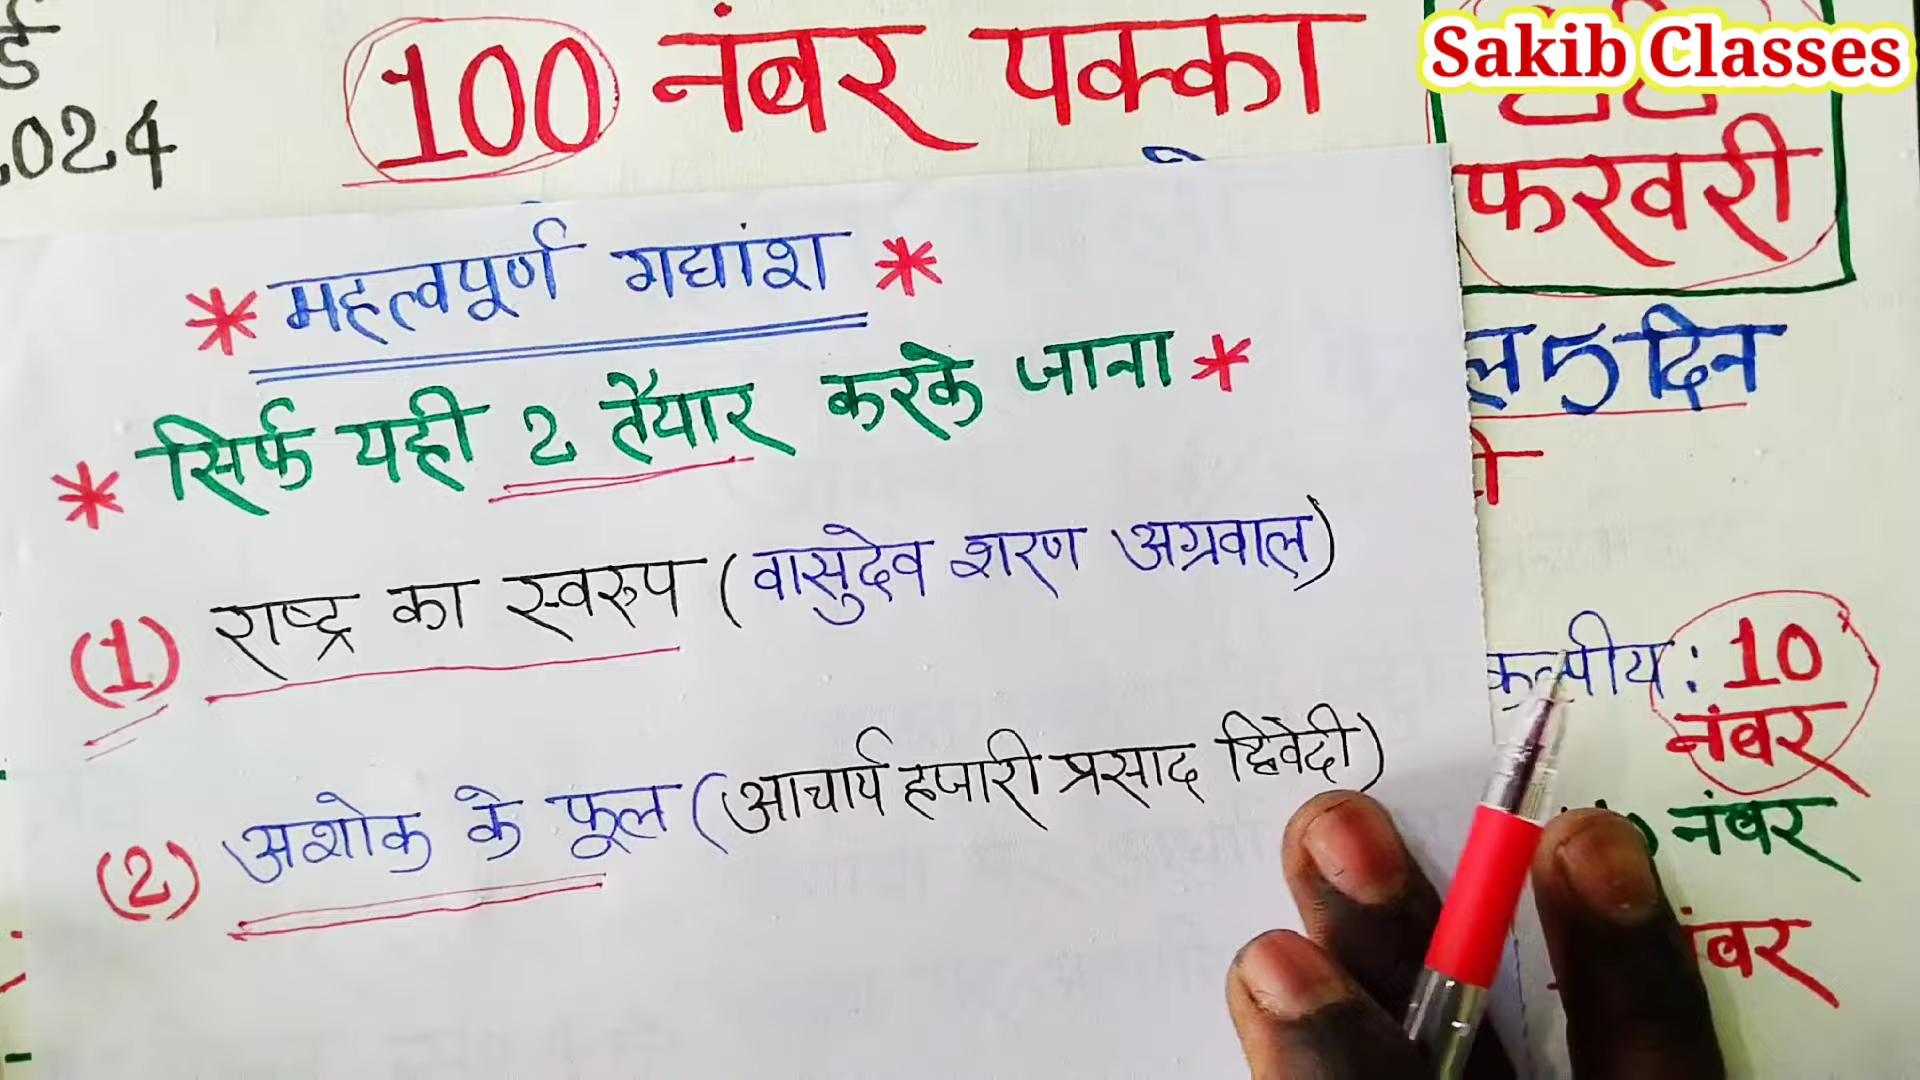 Sakib Classes
100 नंबर पक्का
2024
फरवरी
* महत्वपूर्ण गद्यांश *
* सिर्फ यही 2 तैयार करके जाना *
5 दिन
(1) राष्ट्र का स्वरुप (वासुदेव शरण अग्रवाल)
: 10
नंबर
(2) अशोक के फूल (आचार्य हजारी प्रसाद द्विवेदी)
नंबर